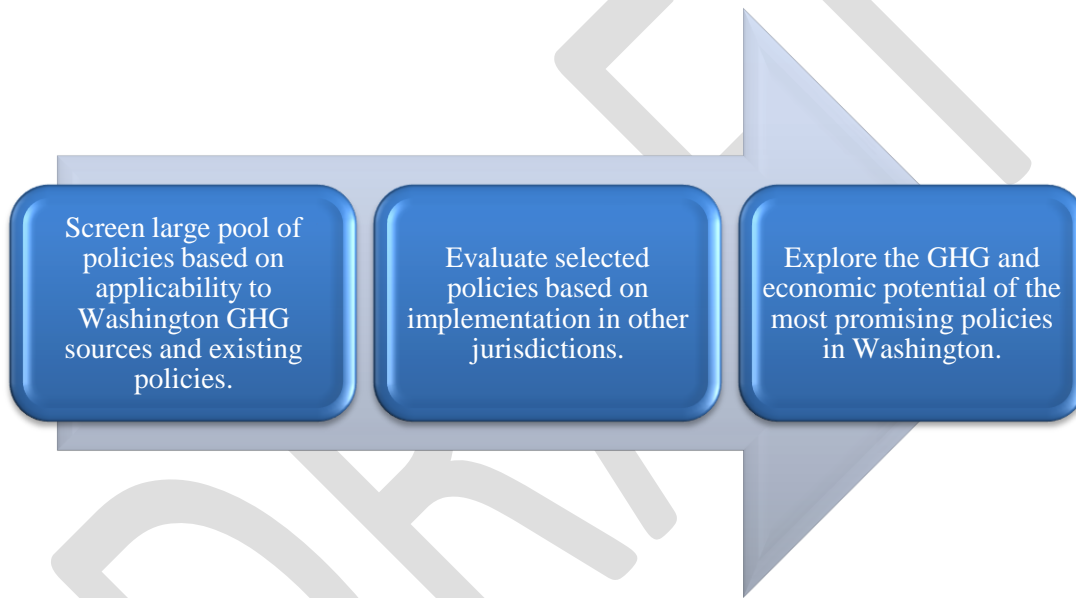 Screen large pool of
policies based on
applicability to
Washington GHG
sources and existing
policies.
Evaluate selected
policies based on
implementation in other
jurisdictions.
Explore the GHG and
economic potential of the
most promising policies
in Washington.
DRAFT